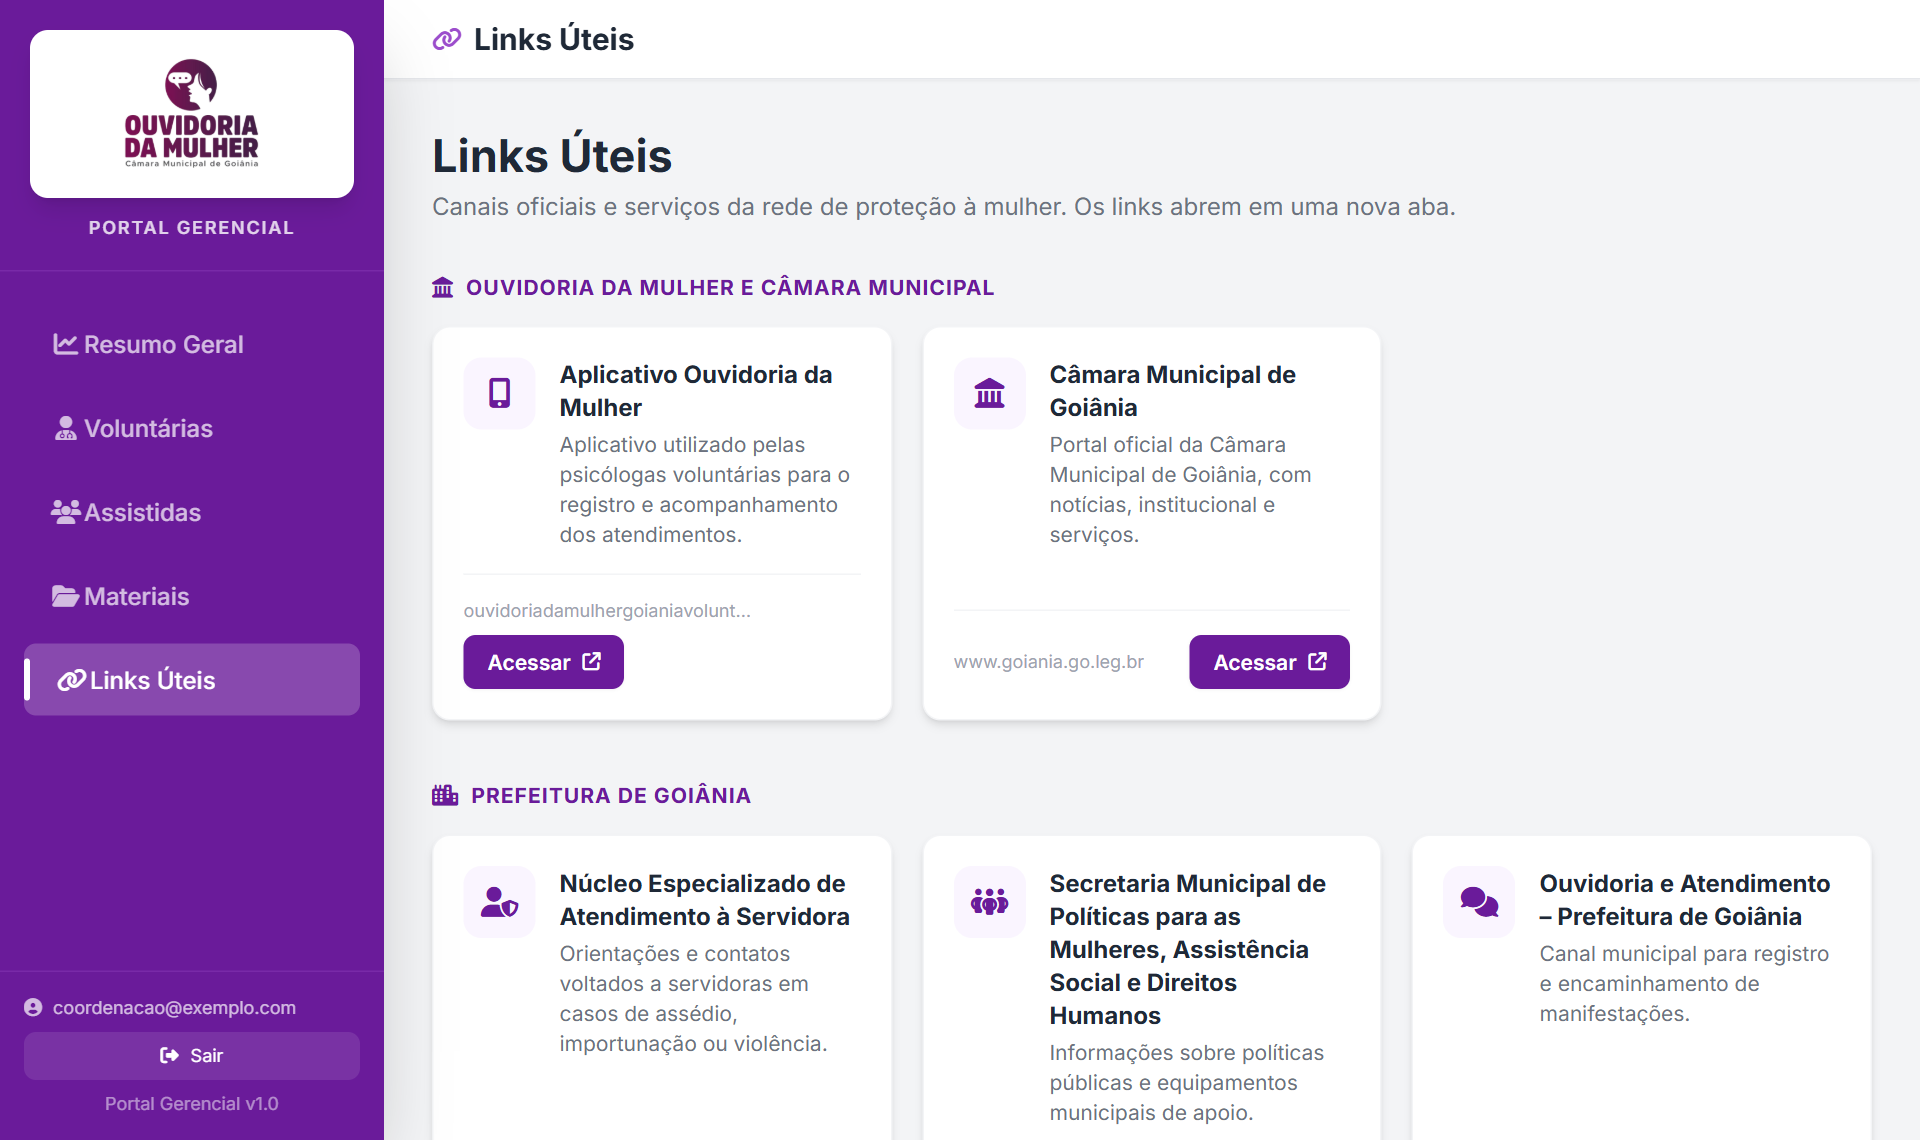 OUVIDORIA
DA MULHER
Câmara Municipal de Goiânia
PORTAL GERENCIAL
Resumo Geral
Voluntárias
Assistidas
Materiais
Links Úteis
coordenacao@exemplo.com
Sair
Portal Gerencial v1.0
Links Úteis
Links Úteis
Canais oficiais e serviços da rede de proteção à mulher. Os links abrem em uma nova aba.
OUVIDORIA DA MULHER E CÂMARA MUNICIPAL
Aplicativo Ouvidoria da
Mulher
Aplicativo utilizado pelas
psicólogas voluntárias para o
registro e acompanhamento
dos atendimentos.
ouvidoriadamulhergoianiavolunt...
Acessar
Câmara Municipal de
Goiânia
Portal oficial da Câmara
Municipal de Goiânia, com
notícias, institucional e
serviços.
www.goiania.go.leg.br
Acessar
PREFEITURA DE GOIÂNIA
Núcleo Especializado de
Atendimento à Servidora
Orientações e contatos
voltados a servidoras em
casos de assédio,
importunação ou violência.
Secretaria Municipal de
Políticas para as
Mulheres, Assistência
Social e Direitos
Humanos
Informações sobre políticas
públicas e equipamentos
municipais de apoio.
Ouvidoria e Atendimento
– Prefeitura de Goiânia
Canal municipal para registro
e encaminhamento de
manifestações.